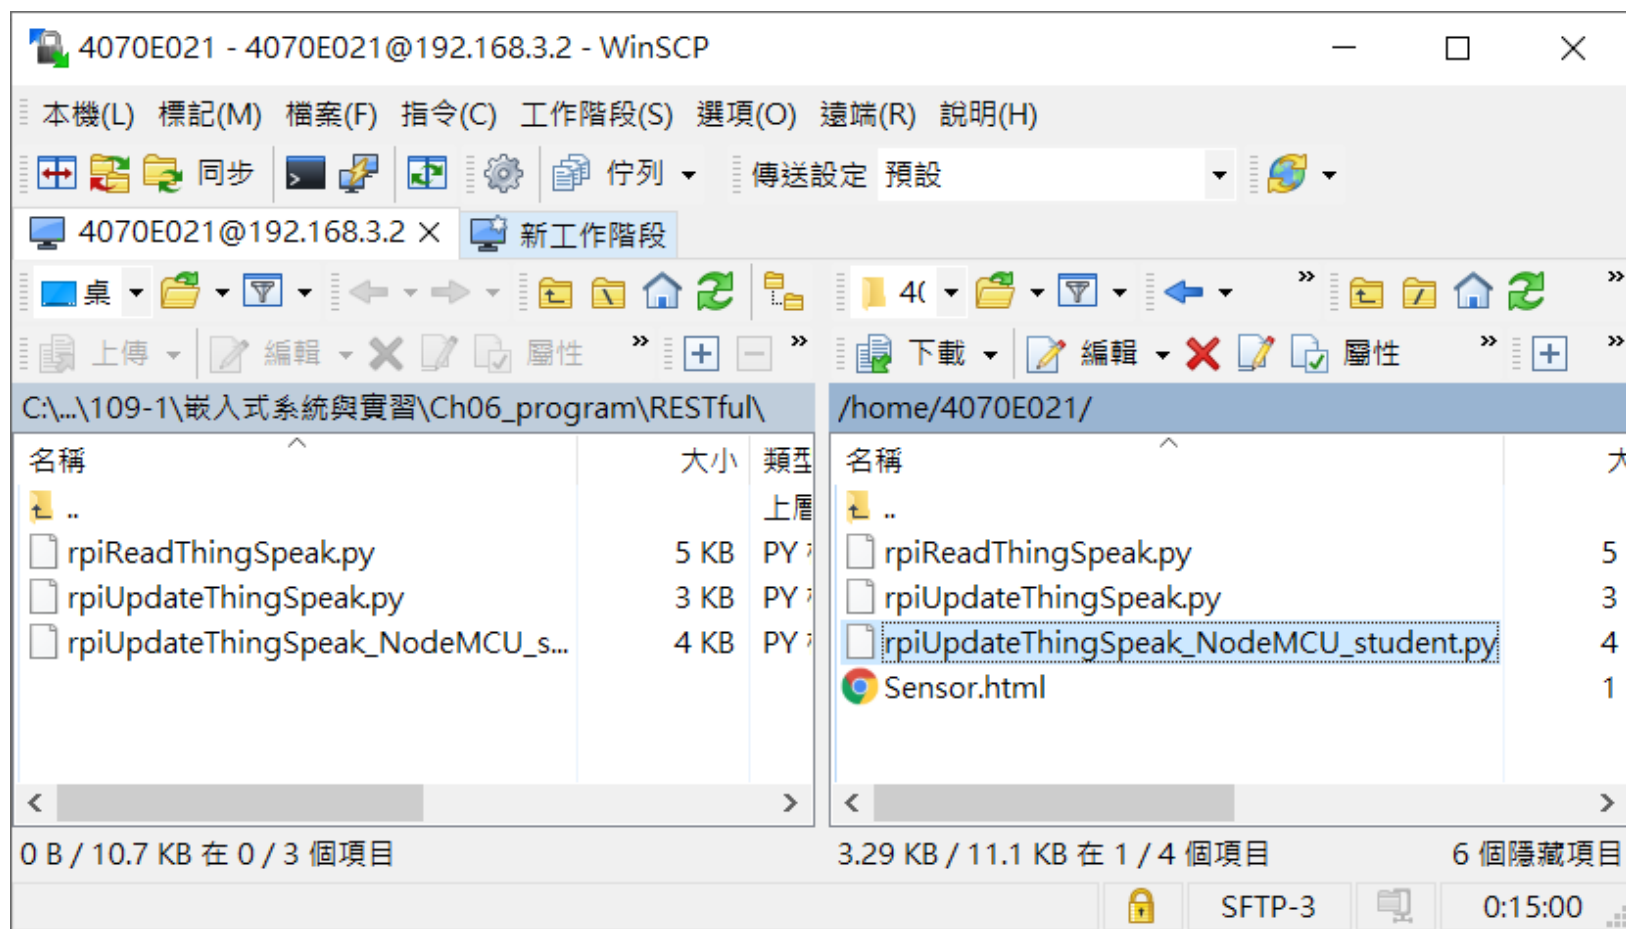 4070E021 - 4070E021@192.168.3.2 - WinSCP
本機(L) 標記(M) 檔案(F) 指令(C) 工作階段(S) 選項(O) 遠端(R) 說明(H)
同步 佇列 傳送設定 預設
4070E021@192.168.3.2 新工作階段
桌 4(
上傳 編輯 屬性 » » 下載 編輯 屬性 » »
C:\...\109-1\嵌入式系統與實習\Ch06_program\RESTful\ /home/4070E021/
名稱 大小 類型 名稱 大
.. 上層 ..
rpiReadThingSpeak.py 5 KB PY rpiReadThingSpeak.py 5
rpiUpdateThingSpeak.py 3 KB PY rpiUpdateThingSpeak.py 3
rpiUpdateThingSpeak_NodeMCU_s... 4 KB PY rpiUpdateThingSpeak_NodeMCU_student.py 4
Sensor.html 1
0 B / 10.7 KB 在 0 / 3 個項目 3.29 KB / 11.1 KB 在 1 / 4 個項目 6 個隱藏項目
SFTP-3 0:15:00